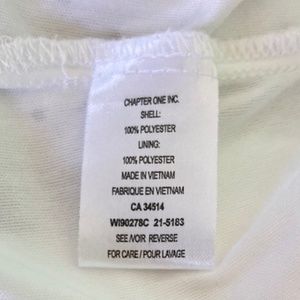 CHAPTER ONE INC.
SHELL:
100% POLYESTER
LINING:
100% POLYESTER
MADE IN VIETNAM
FABRIQUE EN VIETNAM
CA 34514
WI90278C 21-5183
SEE /VOIR REVERSE
FOR CARE / POUR LAVAGE